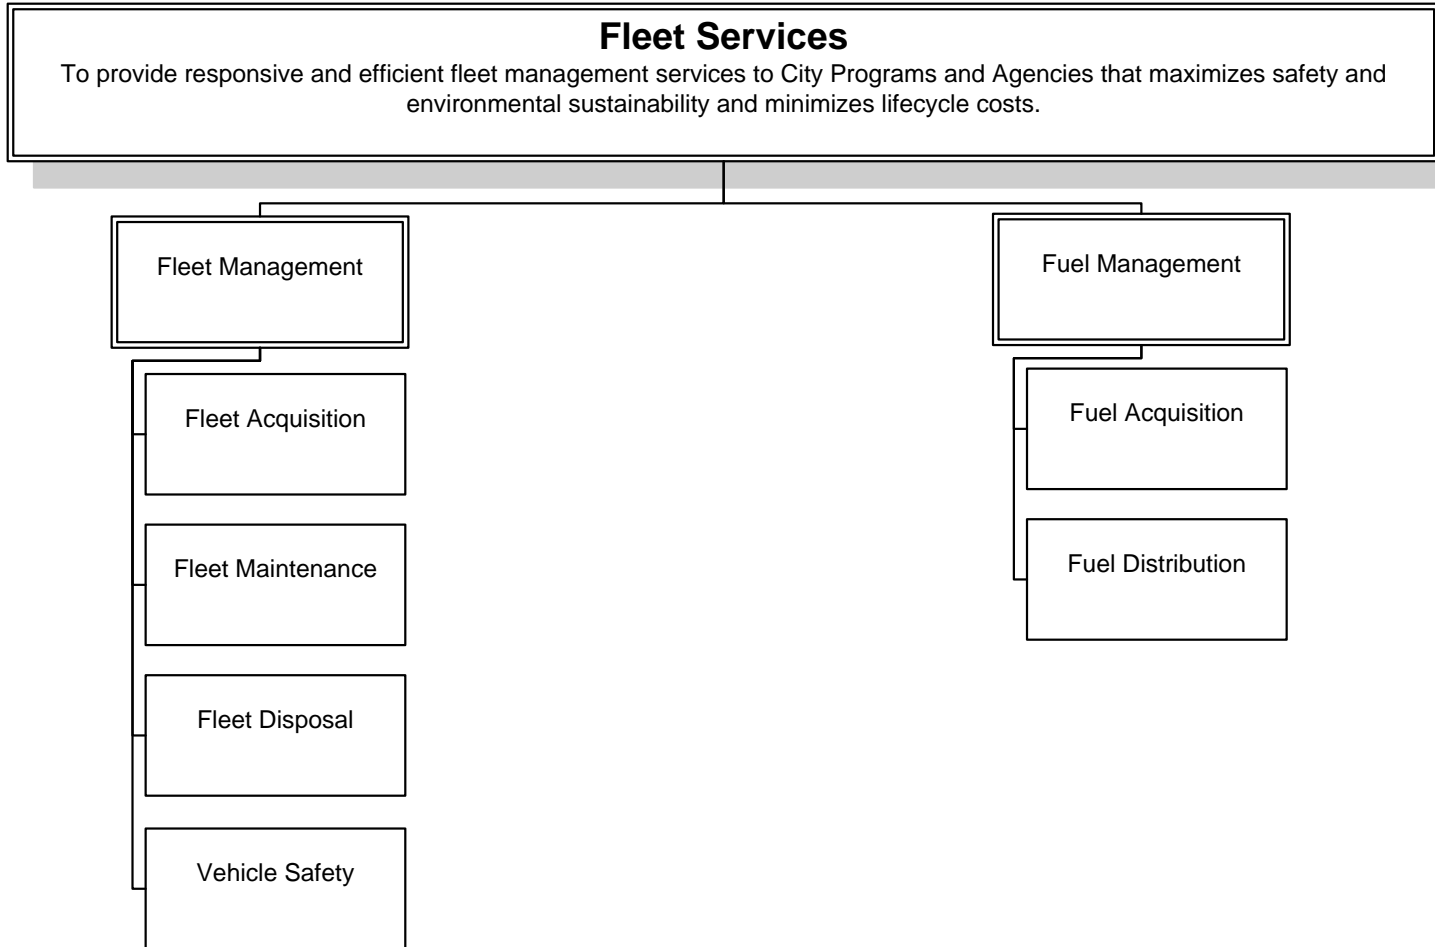 Fleet Services
To provide responsive and efficient fleet management services to City Programs and Agencies that maximizes safety and
environmental sustainability and minimizes lifecycle costs.
Fleet Management
Fuel Management
Fleet Acquisition
Fuel Acquisition
Fleet Maintenance
Fuel Distribution
Fleet Disposal
Vehicle Safety